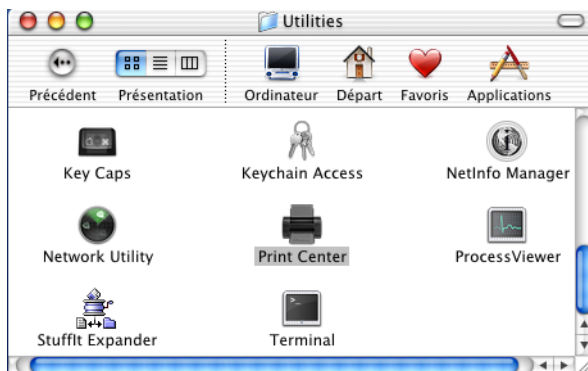 Utilities
Précédent Présentation Ordinateur Départ Favoris Applications
Key Caps Keychain Access NetInfo Manager
Network Utility Print Center ProcessViewer
StuffIt Expander Terminal